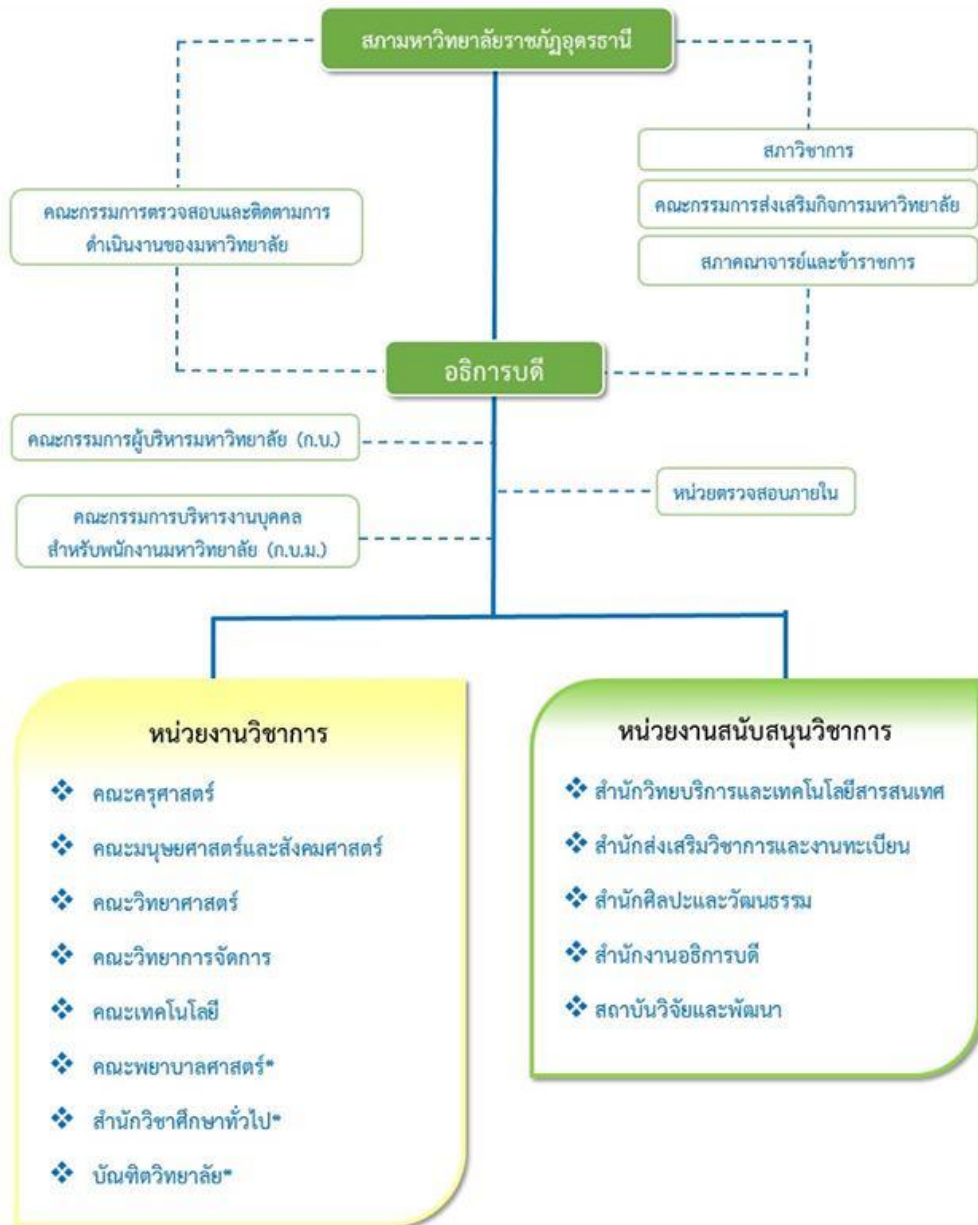 สภามหาวิทยาลัยราชภัฏอุดรธานี
สภาวิชาการ
คณะกรรมการตรวจสอบและติดตามการ
ดำเนินงานของมหาวิทยาลัย
คณะกรรมการส่งเสริมกิจการมหาวิทยาลัย
สภาคณาจารย์และข้าราชการ
อธิการบดี
คณะกรรมการผู้บริหารมหาวิทยาลัย (ก.บ.)
หน่วยตรวจสอบภายใน
คณะกรรมการบริหารงานบุคคล
สำหรับพนักงานมหาวิทยาลัย (ก.บ.ม.)
หน่วยงานวิชาการ
คณะครุศาสตร์
คณะมนุษยศาสตร์และสังคมศาสตร์
คณะวิทยาศาสตร์
คณะวิทยาการจัดการ
คณะเทคโนโลยี
คณะพยาบาลศาสตร์*
สำนักวิชาศึกษาทั่วไป*
บัณฑิตวิทยาลัย*
หน่วยงานสนับสนุนวิชาการ
สำนักวิทยบริการและเทคโนโลยีสารสนเทศ
สำนักส่งเสริมวิชาการและงานทะเบียน
สำนักศิลปะและวัฒนธรรม
สำนักงานอธิการบดี
สถาบันวิจัยและพัฒนา